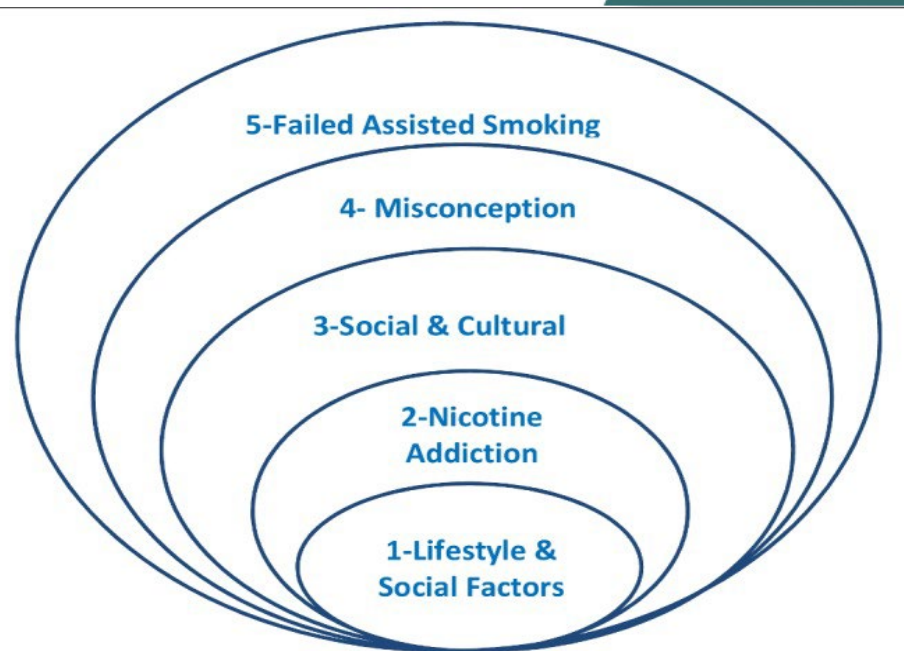 5-Failed Assisted Smoking
4- Misconception
3-Social & Cultural
2-Nicotine
Addiction
1-Lifestyle &
Social Factors